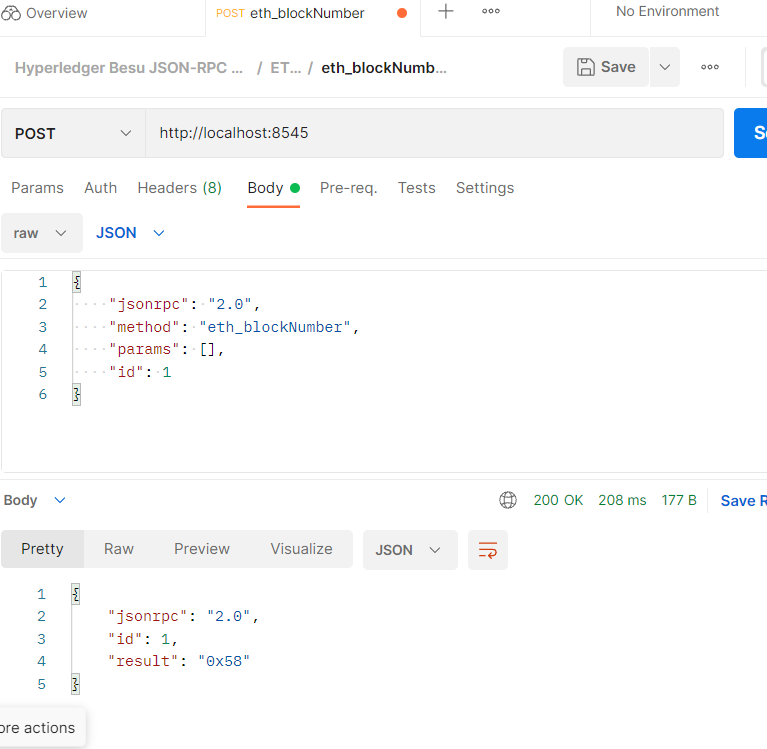 Overview
POST eth_blockNumber
No Environment
Hyperledger Besu JSON-RPC ... / ET... / eth_blockNumb...
Save
POST http://localhost:8545
Params Auth Headers (8) Body Pre-req. Tests Settings
raw JSON
1 {
2 "jsonrpc": "2.0",
3 "method": "eth_blockNumber",
4 "params": [],
5 "id": 1
6 }
Body 200 OK 208 ms 177 B Save R
Pretty Raw Preview Visualize JSON
1 {
2 "jsonrpc": "2.0",
3 "id": 1,
4 "result": "0x58"
5 }
ore actions